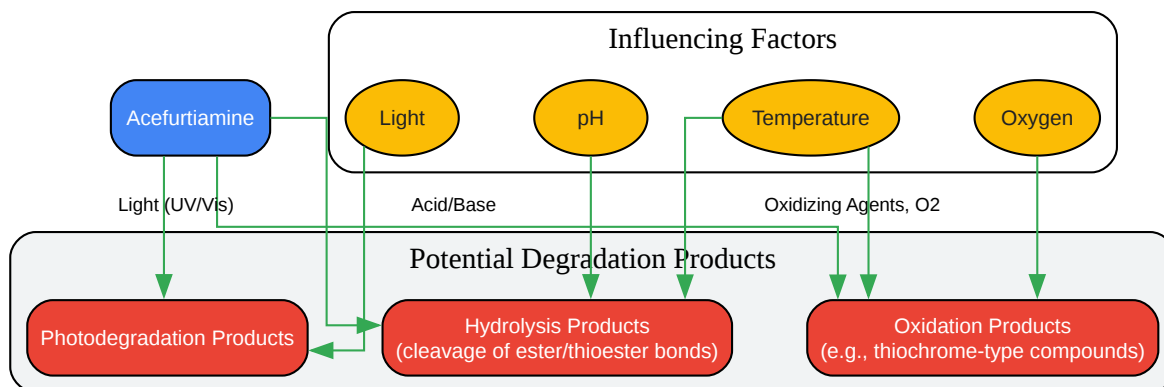 Influencing Factors
Acefurtiamine
Light
pH
Temperature
Oxygen
Light (UV/Vis)
Acid/Base
Oxidizing Agents, O2
Potential Degradation Products
Photodegradation Products
Hydrolysis Products
(cleavage of ester/thioester bonds)
Oxidation Products
(e.g., thiochrome-type compounds)